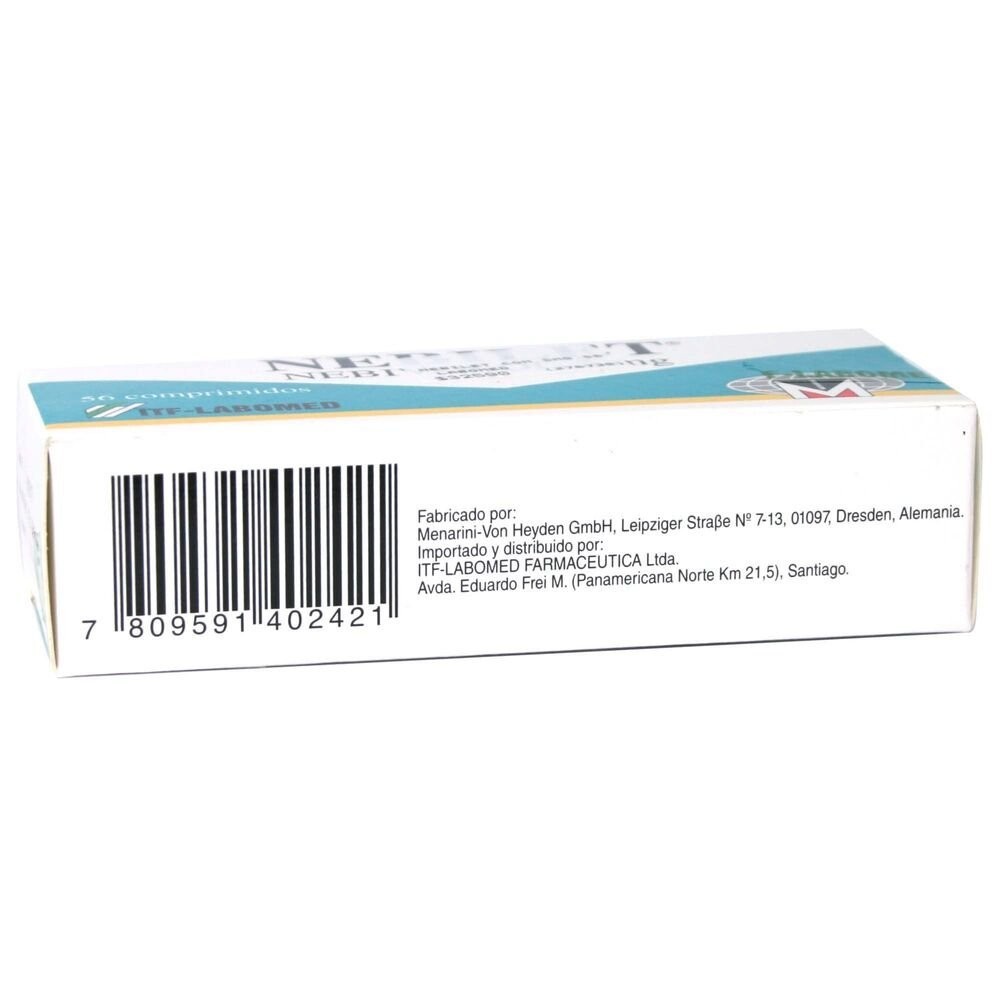 56 comprimidos
ITF-LABOMED
7 809591 402421
Fabricado por:
Menarini-Von Heyden GmbH, Leipziger Straβe Nº 7-13, 01097, Dresden, Alemania.
Importado y distribuido por:
ITF-LABOMED FARMACEUTICA Ltda.
Avda. Eduardo Frei M. (Panamericana Norte Km 21,5), Santiago.